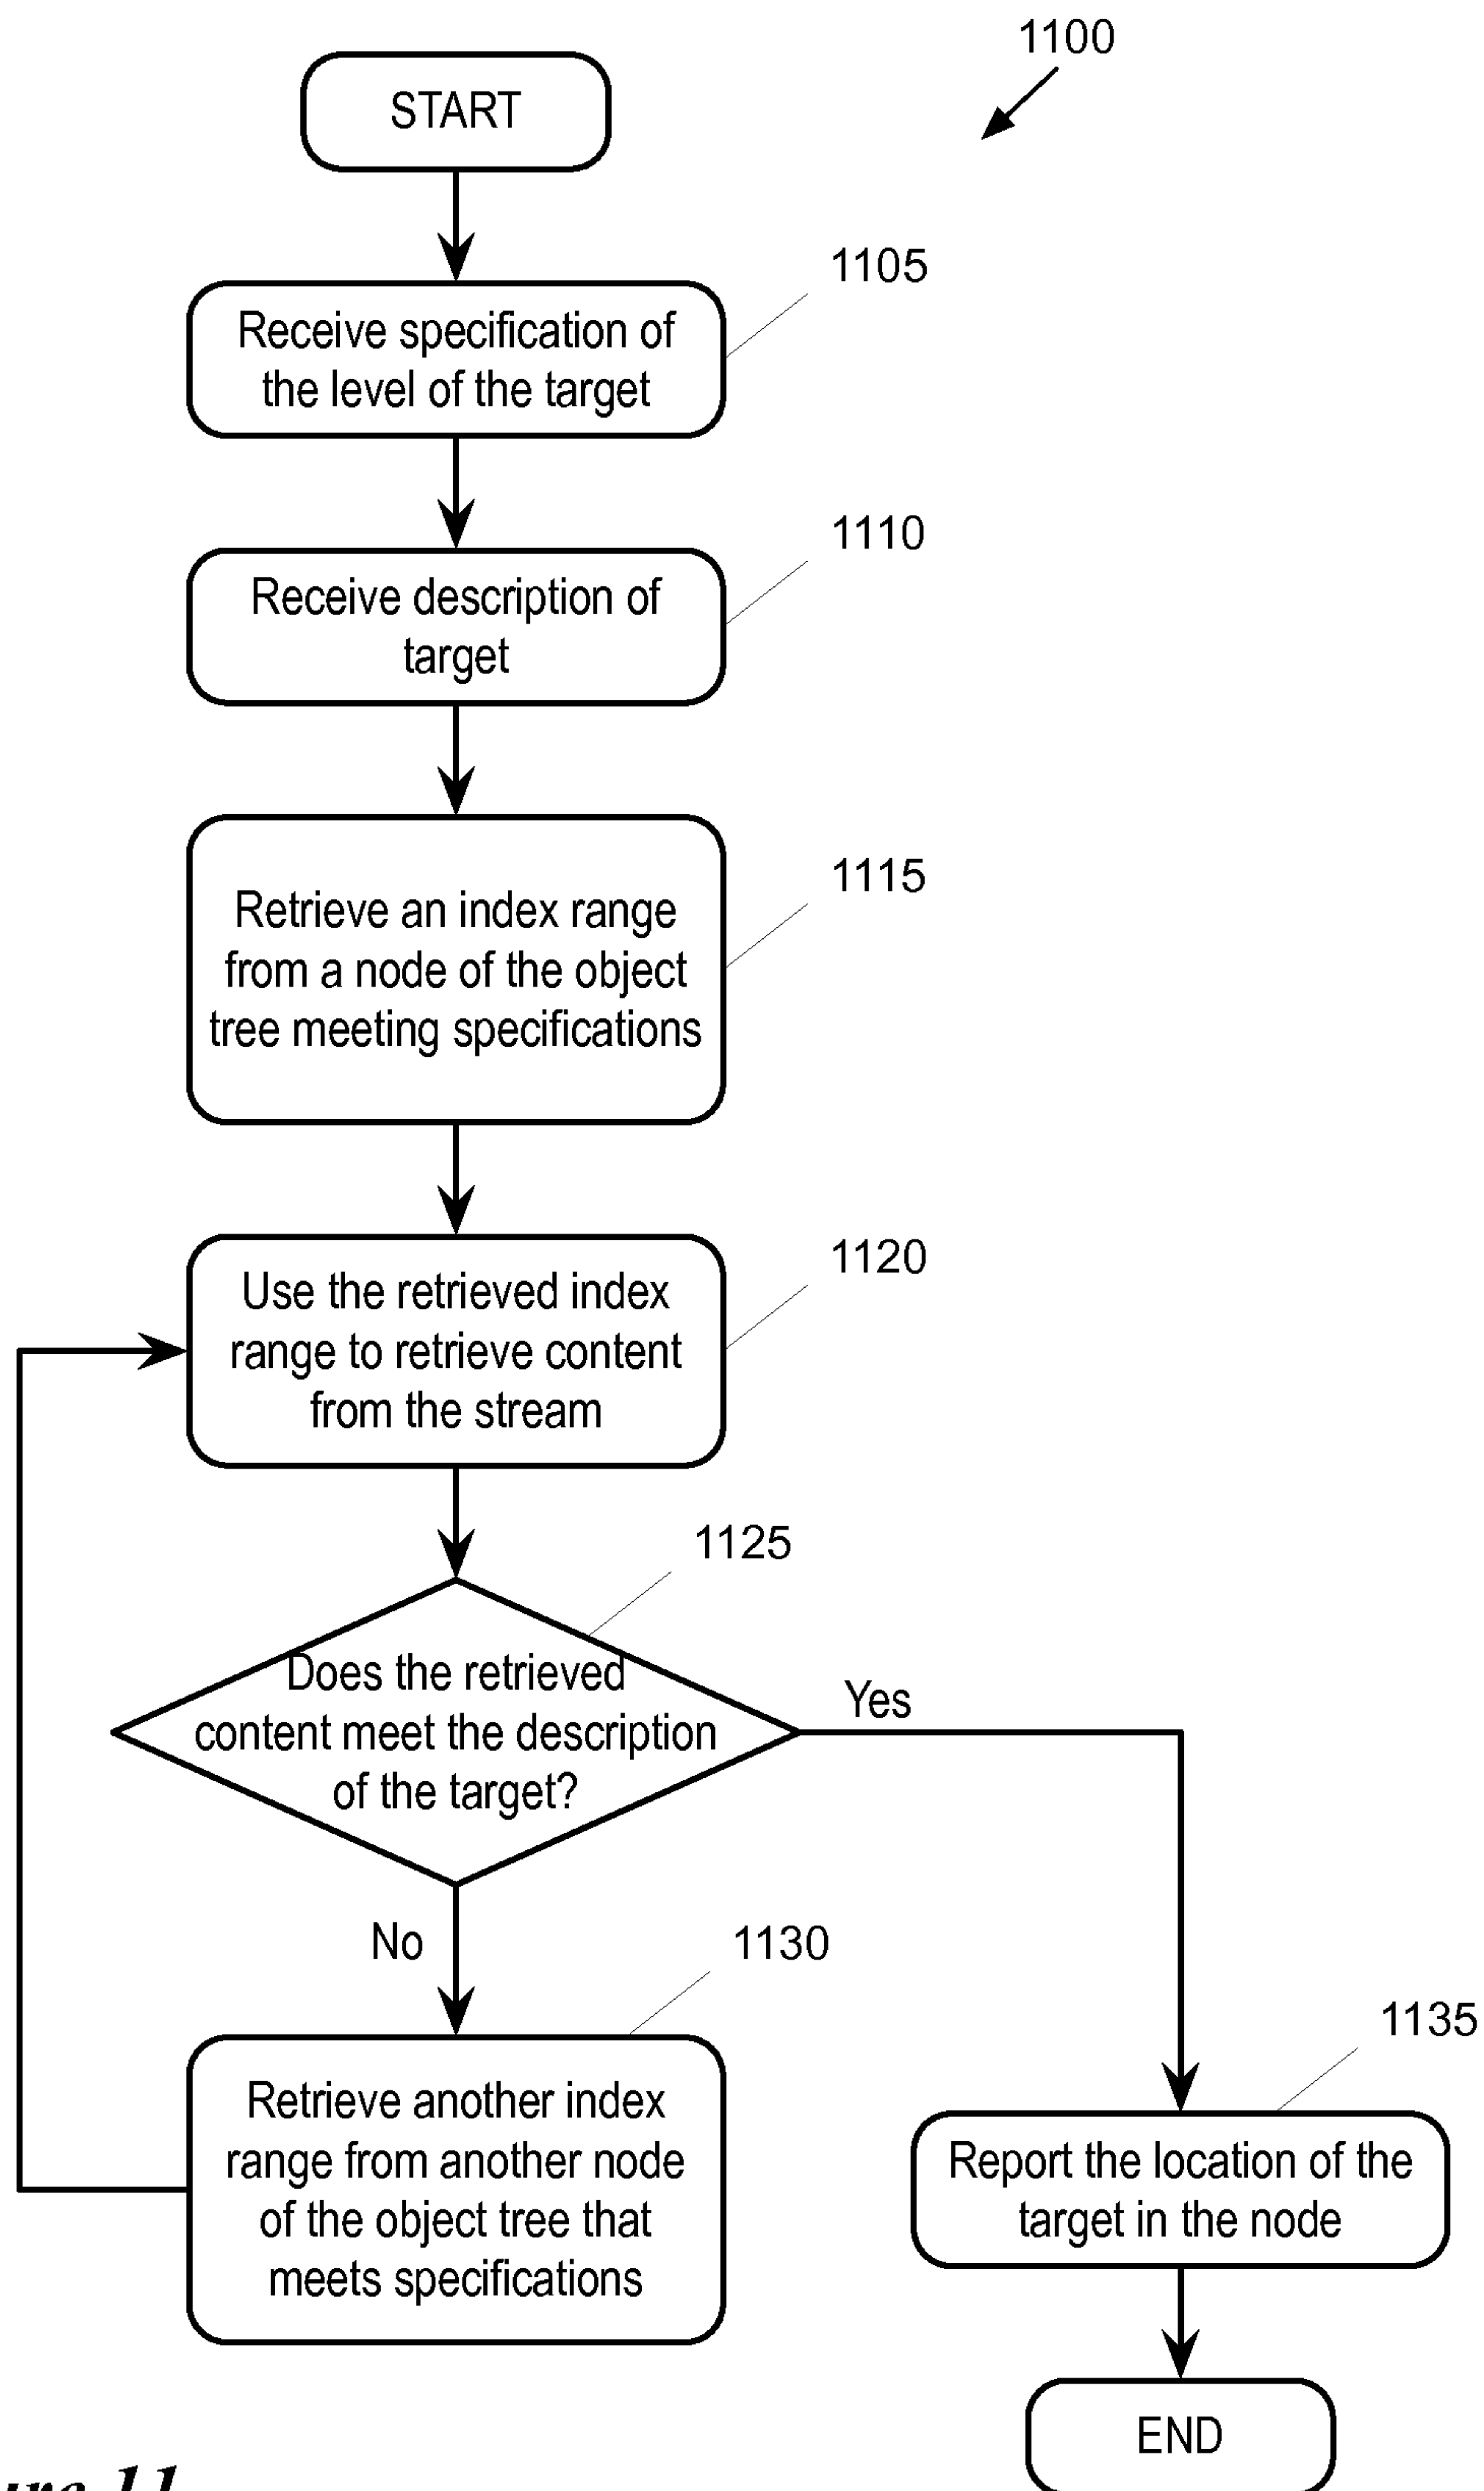 1100
START
1105
Receive specification of
the level of the target
1110
Receive description of
target
1115
Retrieve an index range
from a node of the object
tree meeting specifications
1120
Use the retrieved index
range to retrieve content
from the stream
1125
Does the retrieved
content meet the description
of the target?
Yes
No
1130
Retrieve another index
range from another node
of the object tree that
meets specifications
1135
Report the location of the
target in the node
END
11